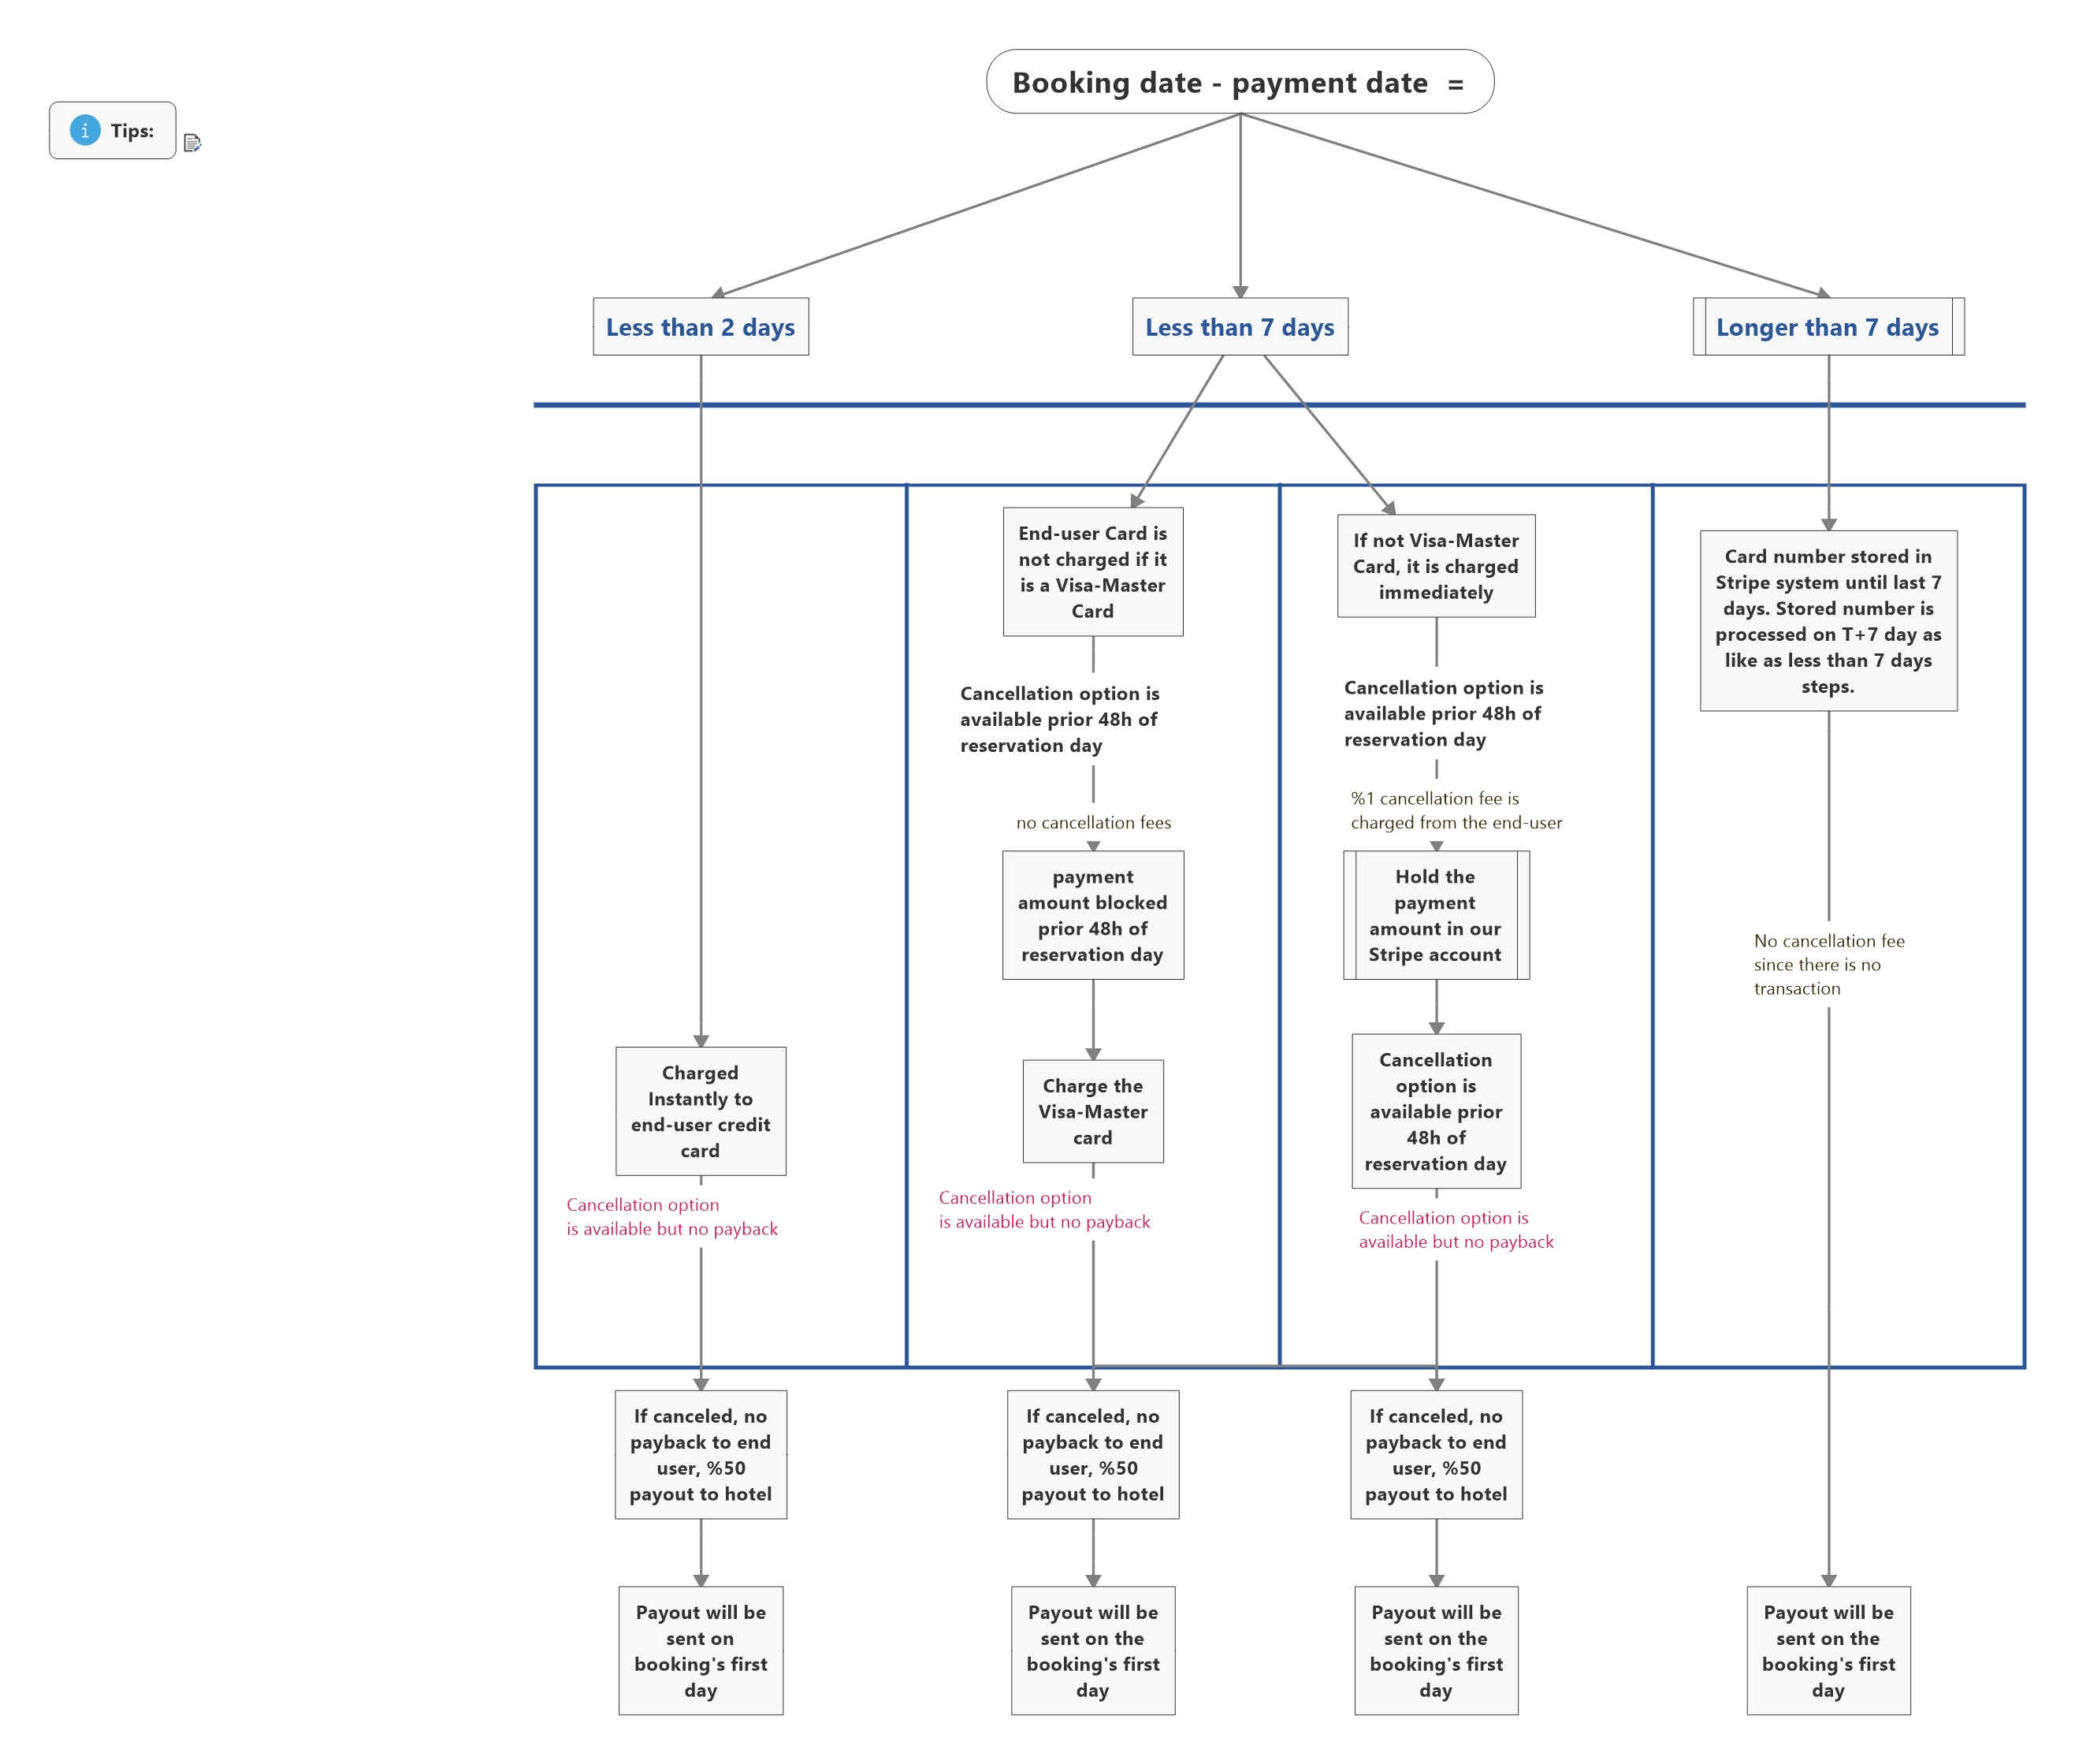 Booking date - payment date =
i Tips:
Less than 2 days
Less than 7 days
Longer than 7 days
End-user Card is
not charged if it
is a Visa-Master
Card
If not Visa-Master
Card, it is charged
immediately
Card number stored in
Stripe system until last 7
days. Stored number is
processed on T+7 day as
like as less than 7 days
steps.
Cancellation option is
available prior 48h of
reservation day
Cancellation option is
available prior 48h of
reservation day
no cancellation fees
%1 cancellation fee is
charged from the end-user
payment
amount blocked
prior 48h of
reservation day
Hold the
payment
amount in our
Stripe account
No cancellation fee
since there is no
transaction
Charged
Instantly to
end-user credit
card
Charge the
Visa-Master
card
Cancellation
option is
available prior
48h of
reservation day
Cancellation option
is available but no payback
Cancellation option
is available but no payback
Cancellation option is
available but no payback
If canceled, no
payback to end
user, %50
payout to hotel
If canceled, no
payback to end
user, %50
payout to hotel
If canceled, no
payback to end
user, %50
payout to hotel
Payout will be
sent on
booking's first
day
Payout will be
sent on the
booking's first
day
Payout will be
sent on the
booking's first
day
Payout will be
sent on the
booking's first
day